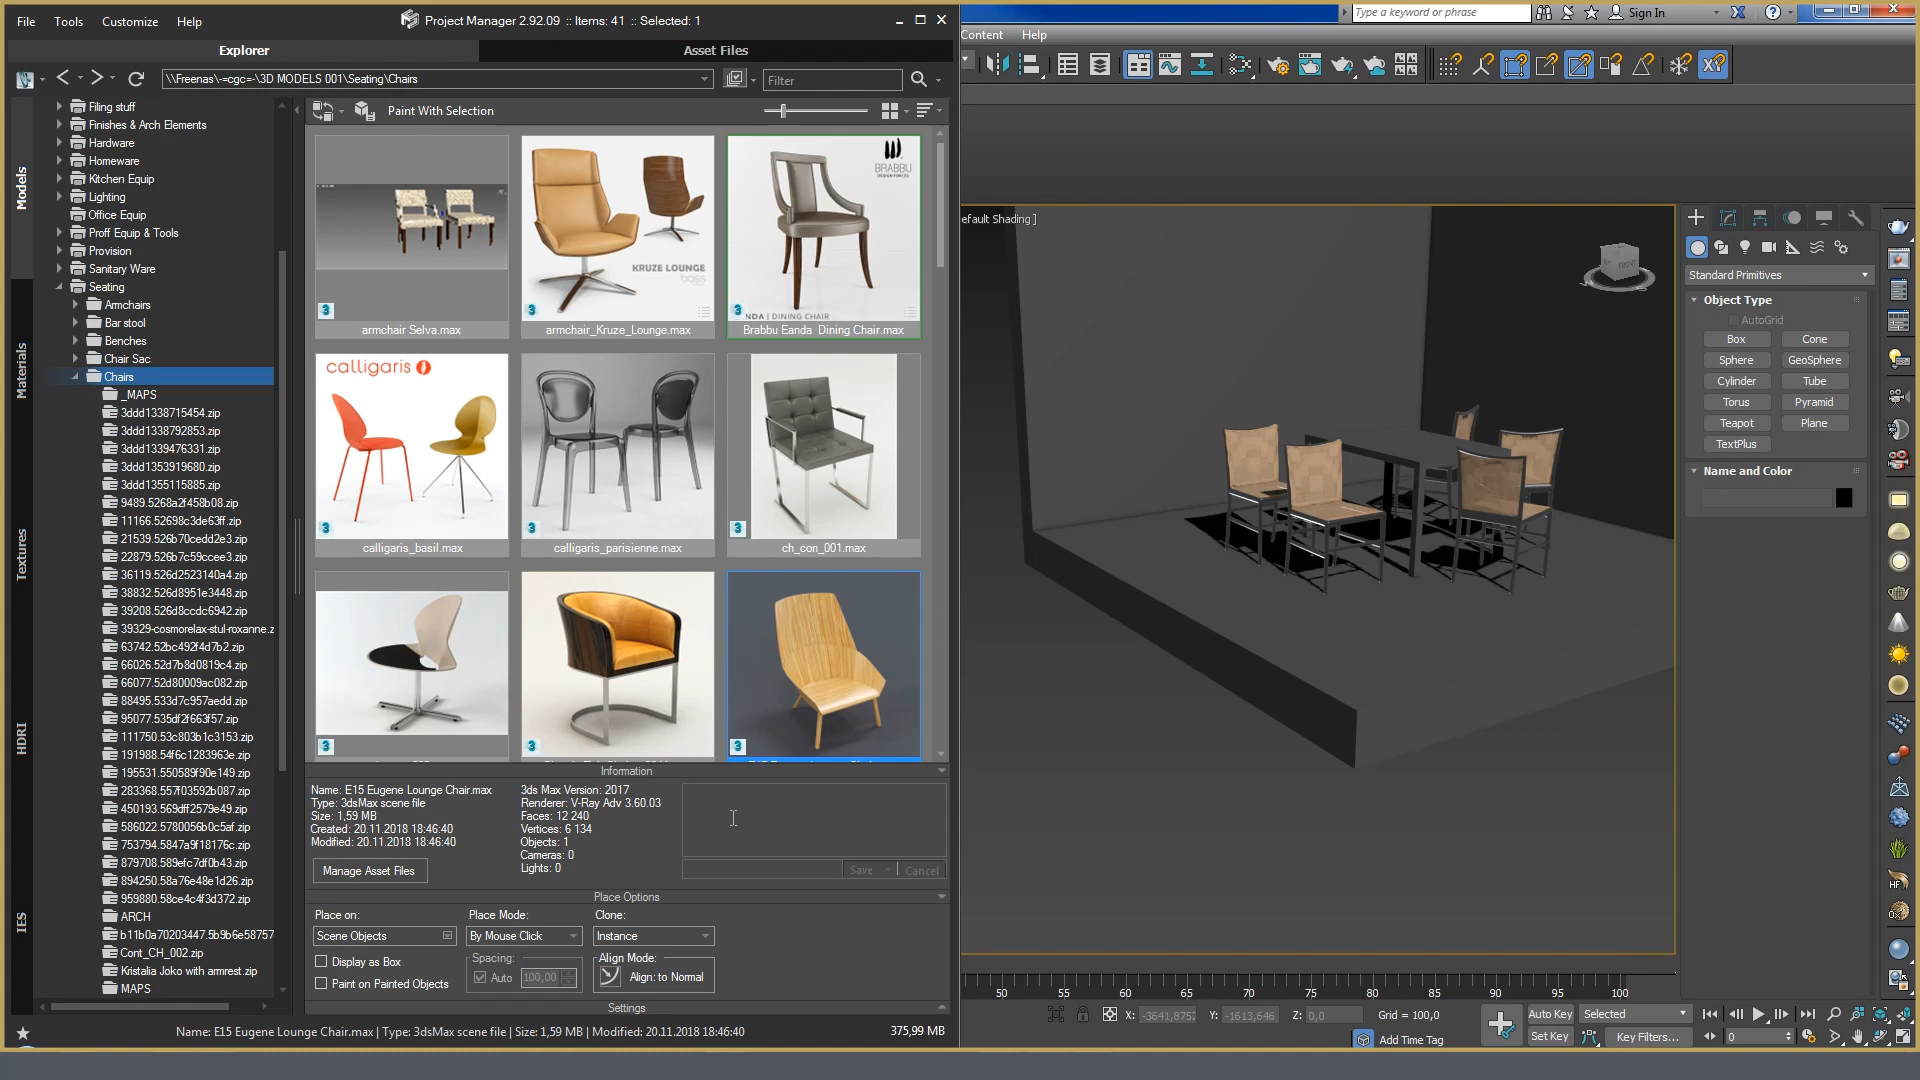 File Tools Customize Help
Project Manager 2.92.09 :: Items: 41 :: Selected: 1
Type a keyword or phrase
Sign In
Explorer
Asset Files
Content Help
\\Freenas\-=cgc=-\3D MODELS 001\Seating\Chairs
Filter
XY
Paint With Selection
Models
Materials
Textures
HDRI
IES
Filing stuff
Finishes & Arch Elements
Hardware
Homeware
Kitchen Equip
Lighting
Office Equip
Proff Equip & Tools
Provision
Sanitary Ware
Seating
Armchairs
Bar stool
Benches
Chair Sac
Chairs
_MAPS
3ddd1338715454.zip
3ddd1338792853.zip
3ddd1339476331.zip
3ddd1353919680.zip
3ddd1355115885.zip
9489.5268a2f458b08.zip
11166.52698c3de63ff.zip
21539.526b70cedd2e3.zip
22879.526b7c59ccee3.zip
36119.526d2523140a4.zip
38832.526d8951e3448.zip
39208.526d8ccdc6942.zip
39329-cosmorelax-stul-roxanne.z
63742.52bc492f4d7b2.zip
66026.52d7b8d0819c4.zip
66077.52d80009ac082.zip
88495.533d7c957aedd.zip
95077.535df2f663f57.zip
111750.53c803b1c3153.zip
191988.54f6c1283963e.zip
195531.550589f90e149.zip
283368.557f03592b087.zip
450193.569dff2579e49.zip
586022.5780056b0c5af.zip
753794.5847a9f18176c.zip
879708.589efc7df0b43.zip
894250.58a76e48e1d26.zip
959880.58ce4c4f3d372.zip
ARCH
b11b0a70203447.5b9b6e58757
Cont_CH_002.zip
Kristalia Joko with armrest.zip
MAPS
KRUZE LOUNGE
boss
BRABBU
DESIGN FORCES
NDA | DINING CHAIR
armchair Selva.max
armchair_Kruze_Lounge.max
Brabbu Eanda Dining Chair.max
calligaris
calligaris_basil.max
calligaris_parisienne.max
ch_con_001.max
Information
Name: E15 Eugene Lounge Chair.max
Type: 3dsMax scene file
Size: 1,59 MB
Created: 20.11.2018 18:46:40
Modified: 20.11.2018 18:46:40
3ds Max Version: 2017
Renderer: V-Ray Adv 3.60.03
Faces: 12 240
Vertices: 6 134
Objects: 1
Cameras: 0
Lights: 0
Manage Asset Files
Save
Cancel
Place Options
Place on:
Place Mode:
Clone:
Scene Objects
By Mouse Click
Instance
Display as Box
Paint on Painted Objects
Spacing:
Auto
100,00
Align Mode:
Align: to Normal
Settings
Name: E15 Eugene Lounge Chair.max | Type: 3dsMax scene file | Size: 1,59 MB | Modified: 20.11.2018 18:46:40
375,99 MB
efault Shading ]
FRONT
Standard Primitives
Object Type
AutoGrid
Box Cone
Sphere GeoSphere
Cylinder Tube
Torus Pyramid
Teapot Plane
TextPlus
Name and Color
HF
50 55 60 65 70 75 80 85 90 95 100
X: -3641,875 Y: -1613,646 Z: 0,0
Grid = 100,0
Add Time Tag
Auto Key
Selected
Set Key
Key Filters...
0